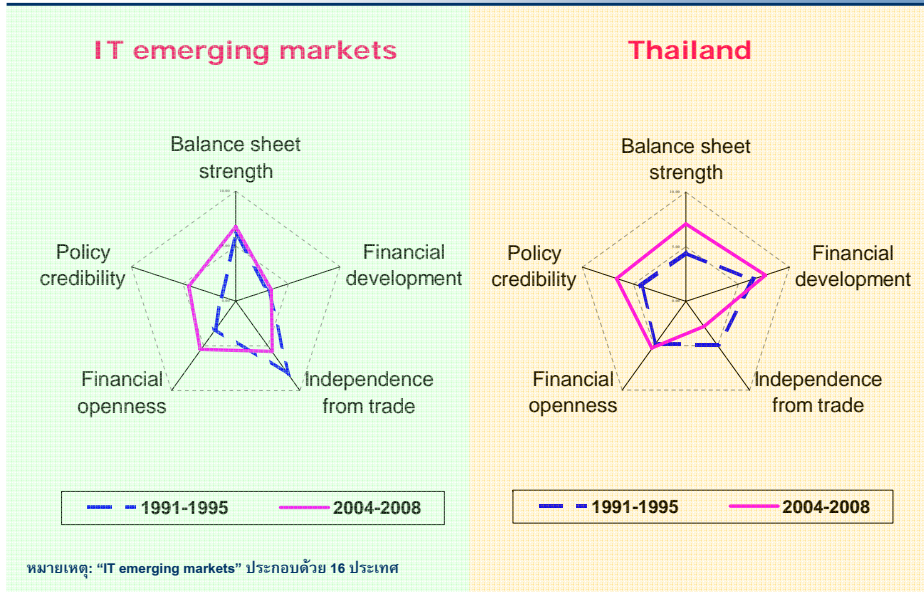 IT emerging markets
Balance sheet
strength
Policy
credibility
Financial
development
Financial
openness
Independence
from trade
1991-1995
2004-2008
หมายเหตุ: “IT emerging markets” ประกอบด้วย 16 ประเทศ
Thailand
Balance sheet
strength
Policy
credibility
Financial
development
Financial
openness
Independence
from trade
1991-1995
2004-2008